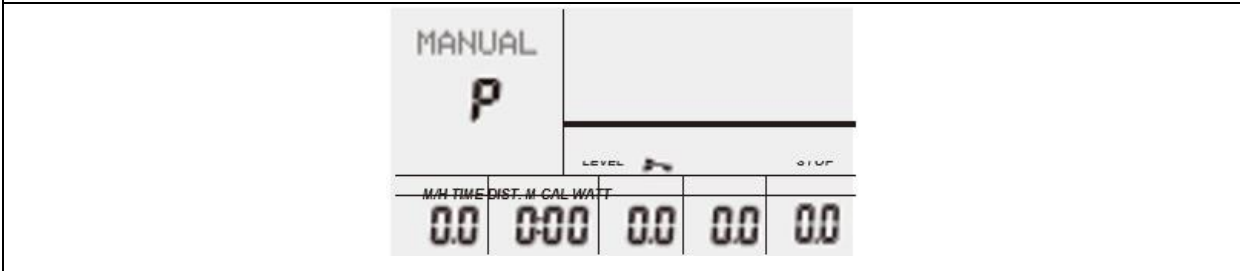 MANUAL
P
LEVEL STOP
M/H TIME DIST. M CAL WATT
0.0 0:00 0.0 0.0 0.0